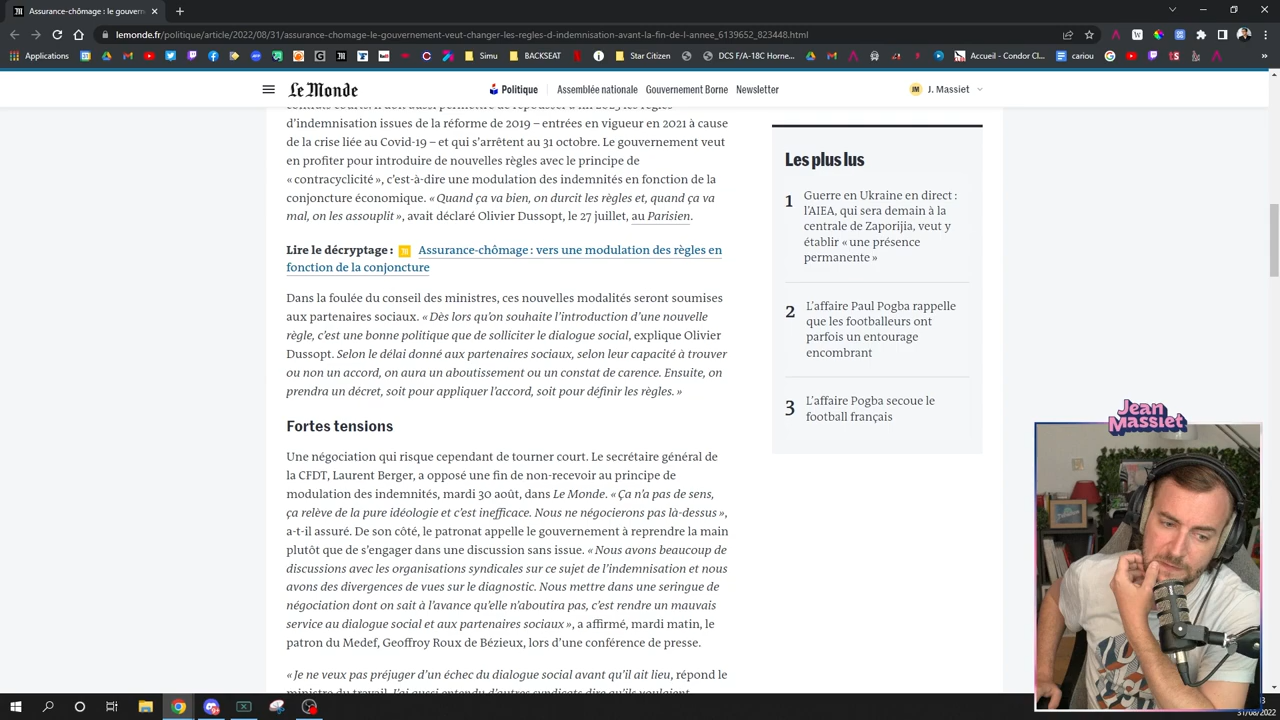 Assurance-chômage : le gouvern
lemonde.fr/politique/article/2022/08/31/assurance-chomage-le-gouvernement-veut-changer-les-regles-d-indemnisation-avant-la-fin-de-l-annee_6139652_823448.html
Applications
Simu
BACKSEAT
Star Citizen
DCS F/A-18C Horne...
Accueil - Condor Cl...
cariou
Le Monde
Politique
Assemblée nationale
Gouvernement Borne
Newsletter
JM
J. Massiet
d’indemnisation issues de la réforme de 2019 – entrées en vigueur en 2021 à cause
de la crise liée au Covid-19 – et qui s’arrêtent au 31 octobre. Le gouvernement veut
en profiter pour introduire de nouvelles règles avec le principe de
« contracyclicité », c’est-à-dire une modulation des indemnités en fonction de la
conjoncture économique. « Quand ça va bien, on durcit les règles et, quand ça va
mal, on les assouplit », avait déclaré Olivier Dussopt, le 27 juillet, au Parisien.
Lire le décryptage : Assurance-chômage : vers une modulation des règles en
fonction de la conjoncture
Dans la foulée du conseil des ministres, ces nouvelles modalités seront soumises
aux partenaires sociaux. « Dès lors qu’on souhaite l’introduction d’une nouvelle
règle, c’est une bonne politique que de solliciter le dialogue social, explique Olivier
Dussopt. Selon le délai donné aux partenaires sociaux, selon leur capacité à trouver
ou non un accord, on aura un aboutissement ou un constat de carence. Ensuite, on
prendra un décret, soit pour appliquer l’accord, soit pour définir les règles. »
Fortes tensions
Une négociation qui risque cependant de tourner court. Le secrétaire général de
la CFDT, Laurent Berger, a opposé une fin de non-recevoir au principe de
modulation des indemnités, mardi 30 août, dans Le Monde. « Ça n’a pas de sens,
ça relève de la pure idéologie et c’est inefficace. Nous ne négocierons pas là-dessus »,
a-t-il assuré. De son côté, le patronat appelle le gouvernement à reprendre la main
plutôt que de s’engager dans une discussion sans issue. « Nous avons beaucoup de
discussions avec les organisations syndicales sur ce sujet de l’indemnisation et nous
avons des divergences de vues sur le diagnostic. Nous mettre dans une seringue de
négociation dont on sait à l’avance qu’elle n’aboutira pas, c’est rendre un mauvais
service au dialogue social et aux partenaires sociaux », a affirmé, mardi matin, le
patron du Medef, Geoffroy Roux de Bézieux, lors d’une conférence de presse.
« Je ne veux pas préjuger d’un échec du dialogue social avant qu’il ait lieu, répond le
Les plus lus
1
Guerre en Ukraine en direct :
l’AIEA, qui sera demain à la
centrale de Zaporijia, veut y
établir « une présence
permanente »
2
L’affaire Paul Pogba rappelle
que les footballeurs ont
parfois un entourage
encombrant
3
L’affaire Pogba secoue le
football français
Jean
Massiet
31/08/2022